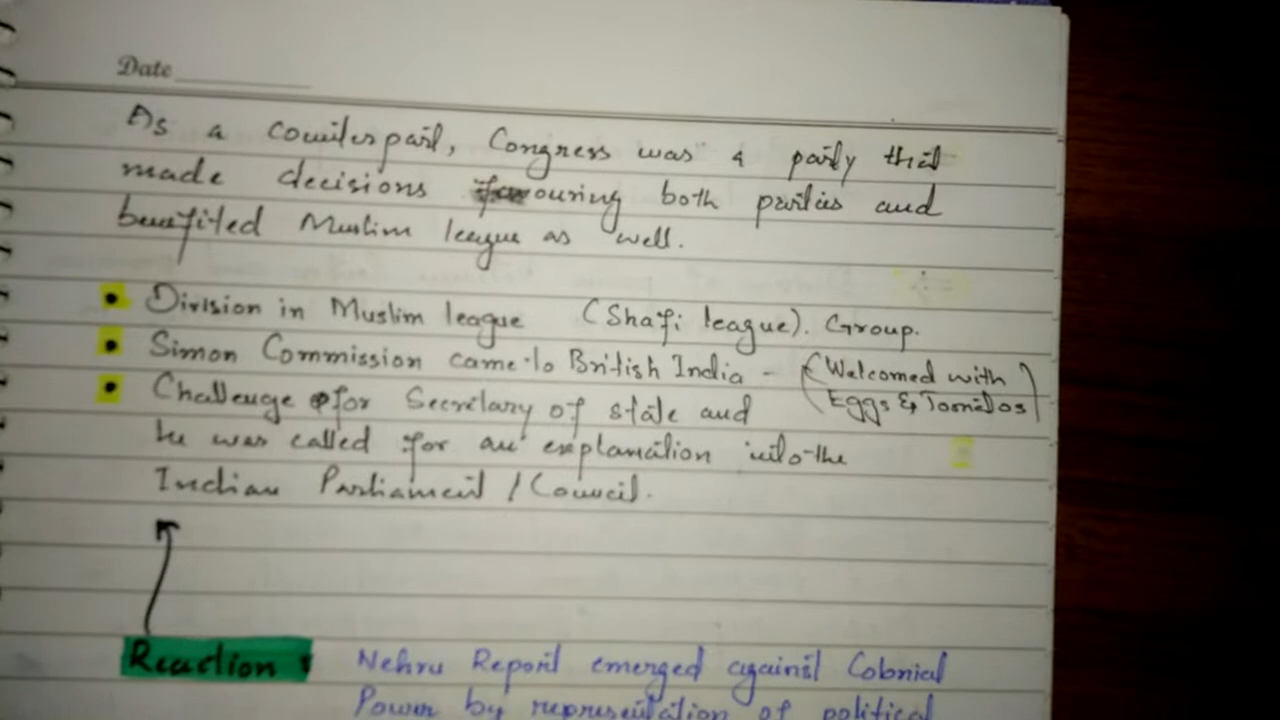 Date
As a counterpart, Congress was a party that
made decisions favouring both parties and
benefited Muslim league as well.
• Division in Muslim league (Shafi league). Group.
• Simon Commission came to British India - (Welcomed with
Eggs & Tomatos)
• Challenge for Secretary of state and
he was called for an explanation into the
Indian Parliament / Council.
Reaction : Nehru Report emerged against Colonial
Power by representation of political